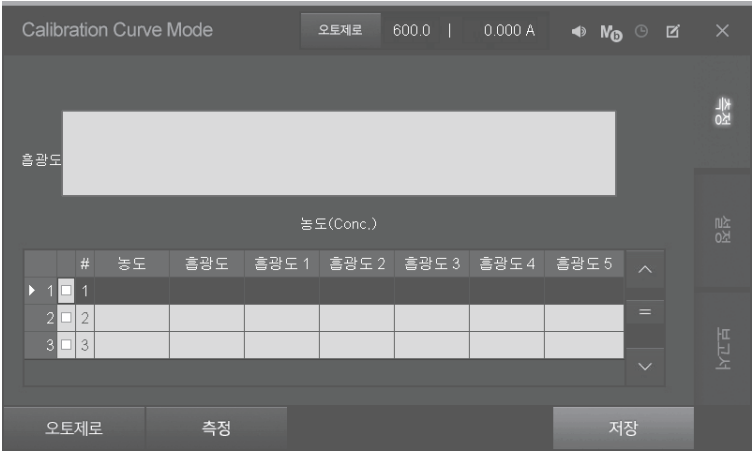 Calibration Curve Mode 오토제로 600.0 | 0.000 A Mb
측정
흡광도
농도(Conc.)
설정
# 농도 흡광도 흡광도 1 흡광도 2 흡광도 3 흡광도 4 흡광도 5
1 1
2 2
3 3
보고서
오토제로 측정 저장